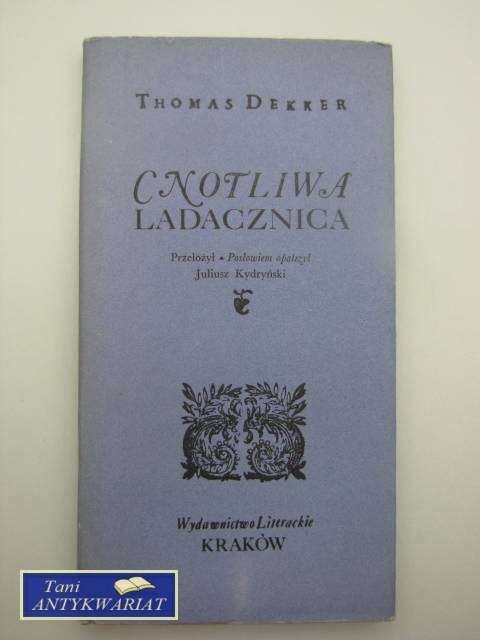 THOMAS DEKKER
CNOTLIWA
LADACZNICA
Przełożył • Posłowiem opatrzył
Juliusz Kydryński
Wydawnictwo Literackie
KRAKÓW
Tani
ANTYKWARIAT